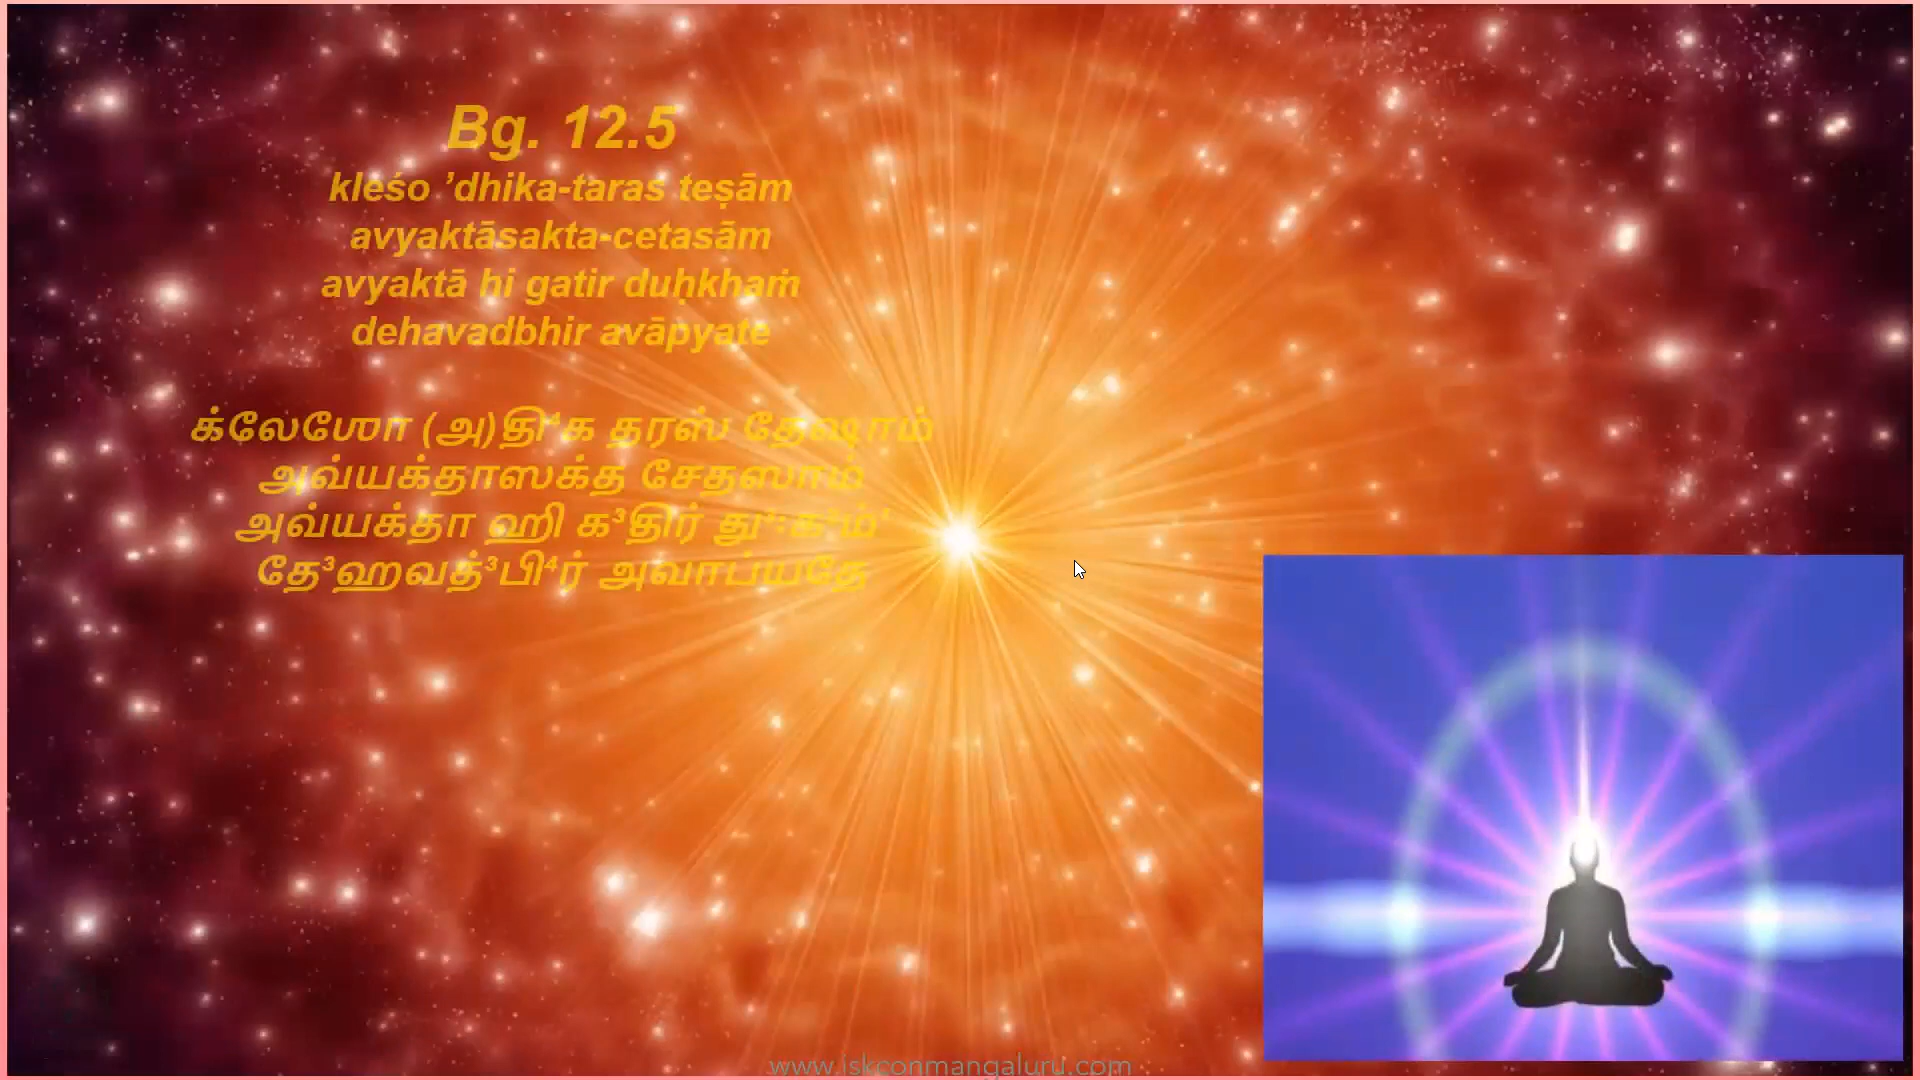 Bg. 12.5
kleśo ’dhika-taras teṣām
avyaktāsakta-cetasām
avyaktā hi gatir duḥkhaṁ
dehavadbhir avāpyate
க்லேஶோ (அ)தி⁴க தரஸ் தேஷாம்
அவ்யக்தாஸக்த சேதஸாம்
அவ்யக்தா ஹி க³திர்
தே³ஹவத்³பி⁴ர் அவாப்யதே
www.iskconmangaluru.com